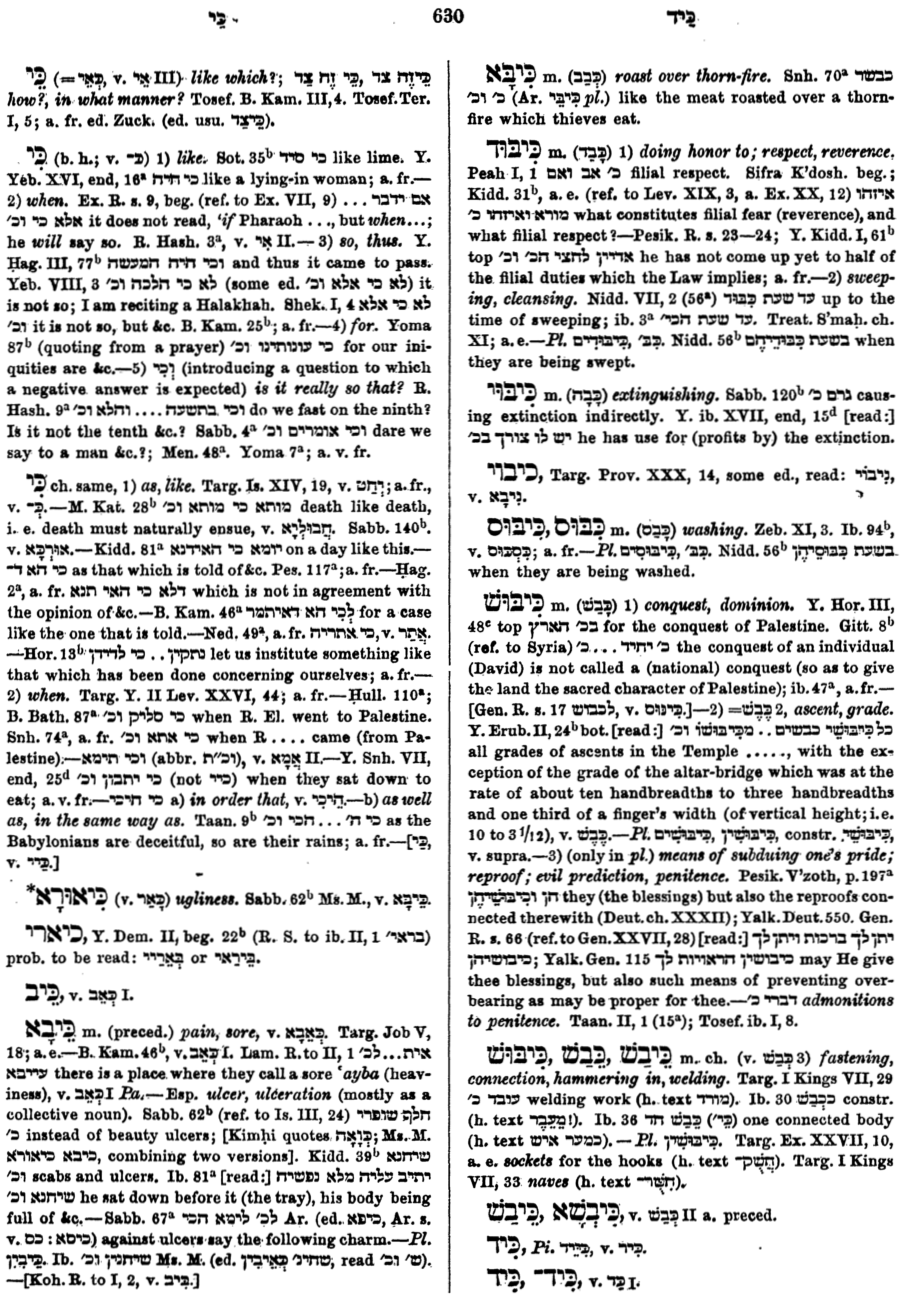 כַּי 630 כִּיד
כֵּי (=כְּאֵי, v. אֵי III) like which?; כֵּיזֶה צד, כֵּי זֶה צַד
how?, in what manner? Tosef. B. Kam. III, 4. Tosef. Ter.
I, 5; a. fr. ed. Zuck. (ed. usu. כֵּיצַד).
כִּי (b. h.; v. כּ־) 1) like. Sot. 35b כי סיד like lime. Y.
Yeb. XVI, end, 16a כי חיה like a lying-in woman; a. fr.—
2) when. Ex. R. s. 9, beg. (ref. to Ex. VII, 9) אם ידבר ...
אלא כי וכ׳ it does not read, ‘if Pharaoh . . ., but when...;
he will say so. R. Hash. 3a, v. אִי II.—3) so, thus. Y.
Ḥag. III, 77b וכי היה המעשה and thus it came to pass.
Yeb. VIII, 3 לא כי הלכה וכ׳ (some ed. לא כי אלא וכ׳) it
is not so; I am reciting a Halakhah. Shek. I, 4 לא כי אלא
וכ׳ it is not so, but &c. B. Kam. 25b; a. fr.—4) for. Yoma
87b (quoting from a prayer) כי עונותינו וכ׳ for our ini-
quities are &c.—5) וְכִי (introducing a question to which
a negative answer is expected) is it really so that? R.
Hash. 9a וכי בתשעה .... והלא וכ׳ do we fast on the ninth?
Is it not the tenth &c.? Sabb. 4a וכי אומרים וכ׳ dare we
say to a man &c.?; Men. 48a. Yoma 7a; a. v. fr.
כִּי ch. same, 1) as, like. Targ. Is. XIV, 19, v. יַחַט; a. fr.,
v. כְּ־.—M. Kat. 28b מותא כי מותא וכ׳ death like death,
i. e. death must naturally ensue, v. חֲבוּלְיָא. Sabb. 140b.
v. אוּרְכָּא.—Kidd. 81a יומא כי האידנא on a day like this.—
כי הא ד־ as that which is told of &c. Pes. 117a; a. fr.—Ḥag.
2a, a. fr. דלא כי האי תנא which is not in agreement with
the opinion of &c.—B. Kam. 46a לְכִי הא דאיתמר for a case
like the one that is told.—Ned. 49a, a. fr. כי אתריה, v. אֲתַר.
—Hor. 13b נתקין .. כי לדידן let us institute something like
that which has been done concerning ourselves; a. fr.—
2) when. Targ. Y. II Lev. XXVI, 44; a. fr.—Ḥull. 110a;
B. Bath. 87a כי סליק וכ׳ when R. El. went to Palestine.
Snh. 74a, a. fr. כי אתא וכ׳ when R .... came (from Pa-
lestine).—וכי תימא (abbr. וכ״ת), v. אֲמָא II.—Y. Snh. VII,
end, 25d כי יתבון וכ׳ (not כיי) when they sat down to
eat; a. v. fr.—כי היכי a) in order that, v. הֵיכִי.—b) as well
as, in the same way as. Taan. 9b כי ה׳ ... הכי וכ׳ as the
Babylonians are deceitful, so are their rains; a. fr.—[כַּי,
v. כַּיי.]
*כִּיאוּרָא (v. כָּאַר) ugliness. Sabb. 62b Ms. M., v. כֵּיבָא.
כיארי, Y. Dem. II, beg. 22b (R. S. to ib. II, 1 בראי׳)
prob. to be read: בְּאָרֵיי or כֵּירָאֵי.
כֵּיב, v. כְּאֵב I.
כֵּיבָא m. (preced.) pain, sore, v. כְּאֵבָא. Targ. Job V,
18; a. e.—B. Kam. 46b, v. כְּאֵב I. Lam. R. to II, 1 אית...לכ׳
עייבא there is a place where they call a sore ‘ayba (heav-
iness), v. כְּאֵב I Pa.—Esp. ulcer, ulceration (mostly as a
collective noun). Sabb. 62b (ref. to Is. III, 24) חלף שופרי
כ׳ instead of beauty ulcers; [Kimḥi quotes כְּוָאָה; Ms. M.
כיבא כיאורא, combining two versions]. Kidd. 39b שיחנא
וכ׳ scabs and ulcers. Ib. 81a [read:] יתיב עליה מלא נפשיה
שיחנא וכ׳ he sat down before it (the tray), his body being
full of &c.—Sabb. 67a לכ׳ לימא הכי Ar. (ed. כיפא, Ar. s.
v. כס: כיסא) against ulcers say the following charm.—Pl.
כֵּיבִין. Ib. שיחנין וכ׳ Ms. M. (ed. שחינ׳ כְּאֵיבִין, read ש׳ וכ׳).
—[Koh. R. to I, 2, v. כִּיב.]
כִּיבָּא m. (כְּבַב) roast over thorn-fire. Snh. 70a כבשר
כ׳ וכ׳ (Ar. כִּיבֵּי pl.) like the meat roasted over a thorn-
fire which thieves eat.
כִּיבּוּד m. (כָּבַד) 1) doing honor to; respect, reverence.
Peah I, 1 כ׳ אב ואם filial respect. Sifra K’dosh. beg.;
Kidd. 31b, a. e. (ref. to Lev. XIX, 3, a. Ex. XX, 12) איזהו
מורא ואיזהו כ׳ what constitutes filial fear (reverence), and
what filial respect?—Pesik. R. s. 23—24; Y. Kidd. I, 61b
top אדיין לחצי הכ׳ וכ׳ he has not come up yet to half of
the filial duties which the Law implies; a. fr.—2) sweep-
ing, cleansing. Nidd. VII, 2 (56a) עד שעת כבוד up to the
time of sweeping; ib. 3a עד שעת הכי׳. Treat. S’maḥ. ch.
XI; a. e.—Pl. כִּיבּוּדִים, כִּבּ׳. Nidd. 56b בשעת כִּבּוּדֵיהֶם when
they are being swept.
כִּיבּוּי m. (כָּבָה) extinguishing. Sabb. 120b גרם כ׳ caus-
ing extinction indirectly. Y. ib. XVII, end, 15d [read:]
יש לו צורך בכ׳ he has use for (profits by) the extinction.
כיבוי, Targ. Prov. XXX, 14, some ed., read: נִיבוֹי,
v. נִיבָא.
כִּבּוּס, כִּיבּוּס m. (כָּבַס) washing. Zeb. XI, 3. Ib. 94b,
v. כִּסְכּוּס; a. fr.—Pl. כִּיבּוּסִים, כִּבּ׳. Nidd. 56b בשעת כִּבּוּסֵיהֶן
when they are being washed.
כִּיבּוּשׁ m. (כָּבַשׁ) 1) conquest, dominion. Y. Hor. III,
48c top בכ׳ הארץ for the conquest of Palestine. Gitt. 8b
(ref. to Syria) כ׳ יחיד ... כ׳ the conquest of an individual
(David) is not called a (national) conquest (so as to give
the land the sacred character of Palestine); ib. 47a, a. fr.—
[Gen. R. s. 17 לכבוש, v. כִּינּוּס.]—2) =כֶּבֶשׁ 2, ascent, grade.
Y. Erub. II, 24b bot. [read:] כל כִּיבּוּשֵׁי כבשים .. מכִּיבּוּשׁוֹ וכ׳
all grades of ascents in the Temple ....., with the ex-
ception of the grade of the altar-bridge which was at the
rate of about ten handbreadths to three handbreadths
and one third of a finger’s width (of vertical height; i. e.
10 to 3 1/12), v. כֶּבֶשׁ.—Pl. כִּיבּוּשִׁים, כִּיבּוּשִׁין, constr. כִּיבּוּשֵׁי,
v. supra.—3) (only in pl.) means of subduing one’s pride;
reproof; evil prediction, penitence. Pesik. V’zoth, p. 197a
הן וכִיבּוּשֵׁיהֶן they (the blessings) but also the reproofs con-
nected therewith (Deut. ch. XXXII); Yalk. Deut. 550. Gen.
R. s. 66 (ref. to Gen. XXVII, 28) [read:] יתן לך ברכות ויתן לך
כיבושיהן; Yalk. Gen. 115 כיבושין הראויות לך may He give
thee blessings, but also such means of preventing over-
bearing as may be proper for thee.—דברי כ׳ admonitions
to penitence. Taan. II, 1 (15a); Tosef. ib. I, 8.
כִּיבַשׁ, כֵּבַשׁ, כִּיבּוּשׁ m. ch. (v. כְּבַשׁ 3) fastening,
connection, hammering in, welding. Targ. I Kings VII, 29
עובד כ׳ welding work (h. text מורד). Ib. 30 ככבש constr.
(h. text מֵעֵבֶר!). Ib. 36 כֵּבַשׁ חד (כי׳) one connected body
(h. text כמער איש).—Pl. כִּיבּוּשִׁין. Targ. Ex. XXVII, 10,
a. e. sockets for the hooks (h. text חֲשֻׁק־). Targ. I Kings
VII, 33 naves (h. text חִשֻּׁר־).
כִּיבְשָׁא, כִּיבַשׁ, v. כְּבַשׁ II a. preced.
כִּיד, Pi. כִּיֵּיד, v. כִּיר.
כִּיד־, כִּיד, v. כַּד I.